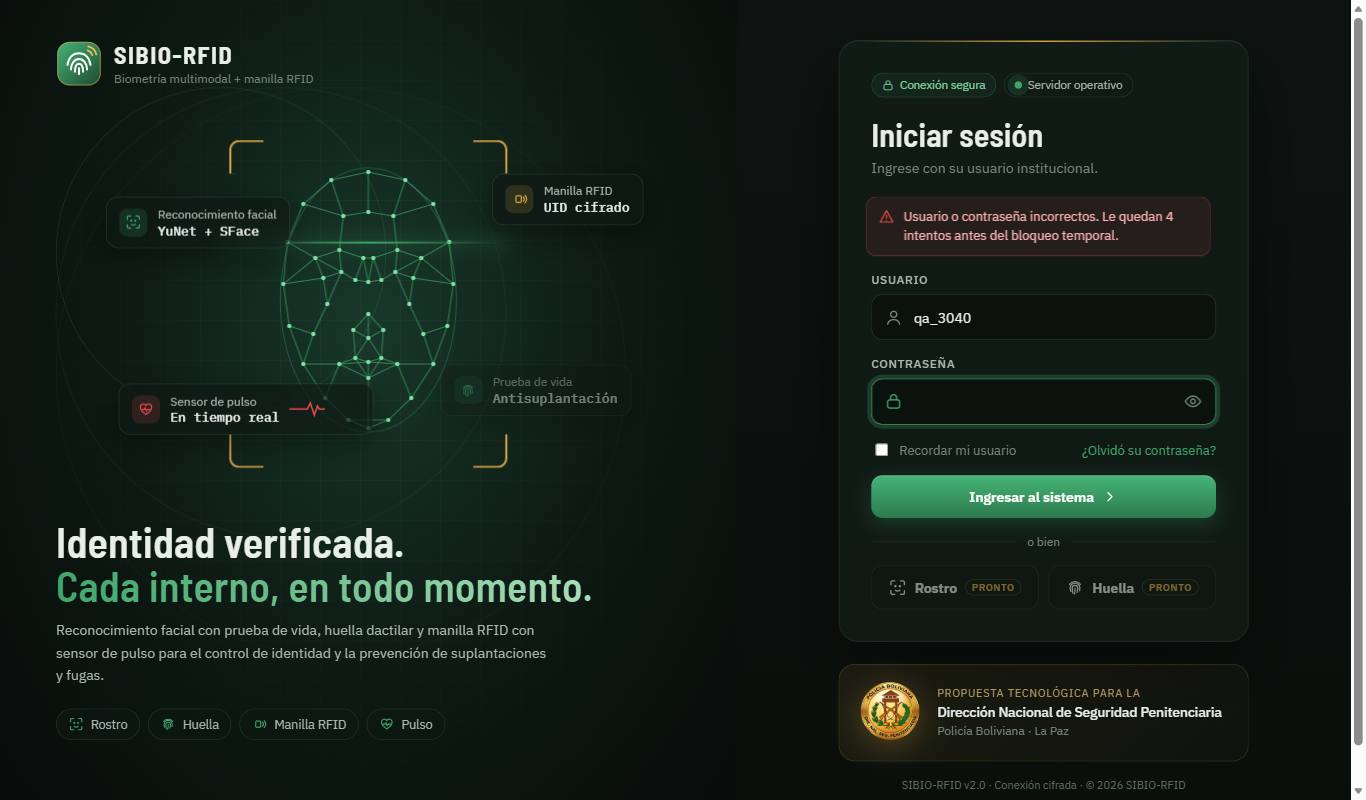 SIBIO-RFID
Biometría multimodal + manilla RFID
Reconocimiento facial
YuNet + SFace
Manilla RFID
UID cifrado
Sensor de pulso
En tiempo real
Prueba de vida
Antisuplantación
Identidad verificada.
Cada interno, en todo momento.
Reconocimiento facial con prueba de vida, huella dactilar y manilla RFID con
sensor de pulso para el control de identidad y la prevención de suplantaciones
y fugas.
Rostro
Huella
Manilla RFID
Pulso
Conexión segura
Servidor operativo
Iniciar sesión
Ingrese con su usuario institucional.
Usuario o contraseña incorrectos. Le quedan 4
intentos antes del bloqueo temporal.
USUARIO
qa_3040
CONTRASEÑA
Recordar mi usuario
¿Olvidó su contraseña?
Ingresar al sistema
o bien
Rostro PRONTO
Huella PRONTO
PROPUESTA TECNOLÓGICA PARA LA
Dirección Nacional de Seguridad Penitenciaria
Policía Boliviana · La Paz
SIBIO-RFID v2.0 · Conexión cifrada · © 2026 SIBIO-RFID